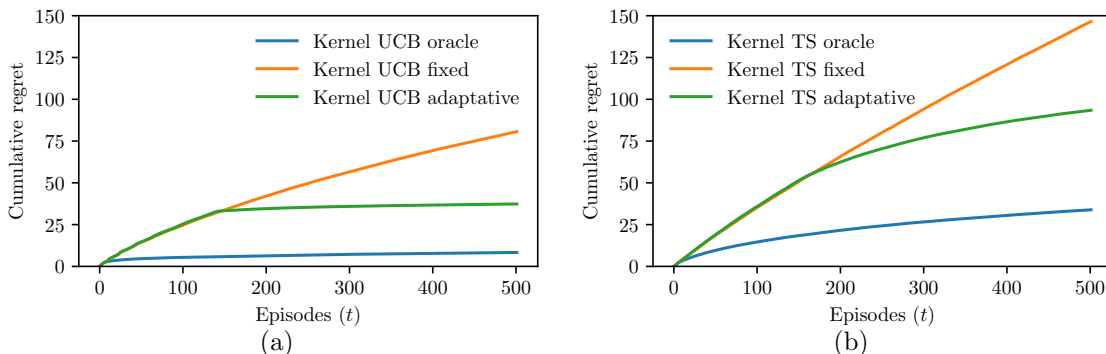 150
125
100
75
50
25
0
Cumulative regret
Kernel UCB oracle
Kernel UCB fixed
Kernel UCB adaptative
0 100 200 300 400 500
Episodes (t)
(a)
150
125
100
75
50
25
0
Cumulative regret
Kernel TS oracle
Kernel TS fixed
Kernel TS adaptative
0 100 200 300 400 500
Episodes (t)
(b)